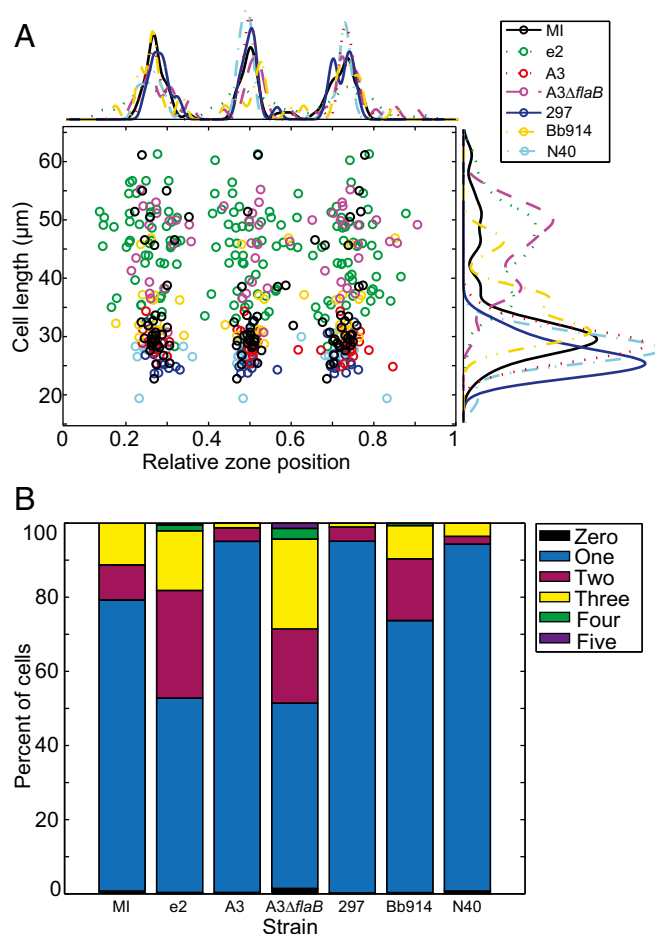 A
MI
e2
A3
A3ΔflaB
297
Bb914
N40
Cell length (µm)
60
50
40
30
20
0 0.2 0.4 0.6 0.8 1
Relative zone position
B
Percent of cells
100
80
60
40
20
0
Zero
One
Two
Three
Four
Five
MI e2 A3 A3ΔflaB 297 Bb914 N40
Strain